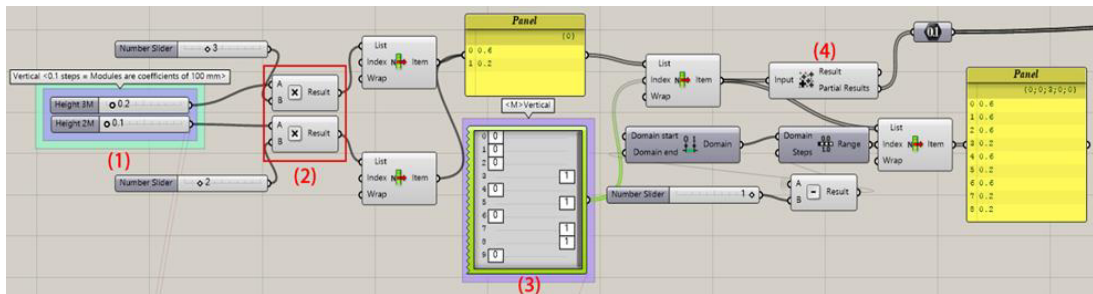 Number Slider 3
Vertical <0.1 steps = Modules are coefficients of 100 mm>
Height 3M 0.2
Height 2M 0.1
(1)
Number Slider 2
A
B
Result
A
B
Result
(2)
List
Index Item
Wrap
List
Index Item
Wrap
Panel
{0}
0 0.6
1 0.2
<M>Vertical
0 0
1 0
2 0
3 1
4 0
5 1
6 0
7 1
8 1
9 0
(3)
List
Index Item
Wrap
(4)
Input Result
Partial Results
0.1
Domain start
Domain end
Domain
Domain
Steps
Range
List
Index Item
Wrap
Number Slider 1
A
B
Result
Panel
0 0.6
1 0.6
2 0.6
3 0.2
4 0.6
5 0.2
6 0.6
7 0.2
8 0.2